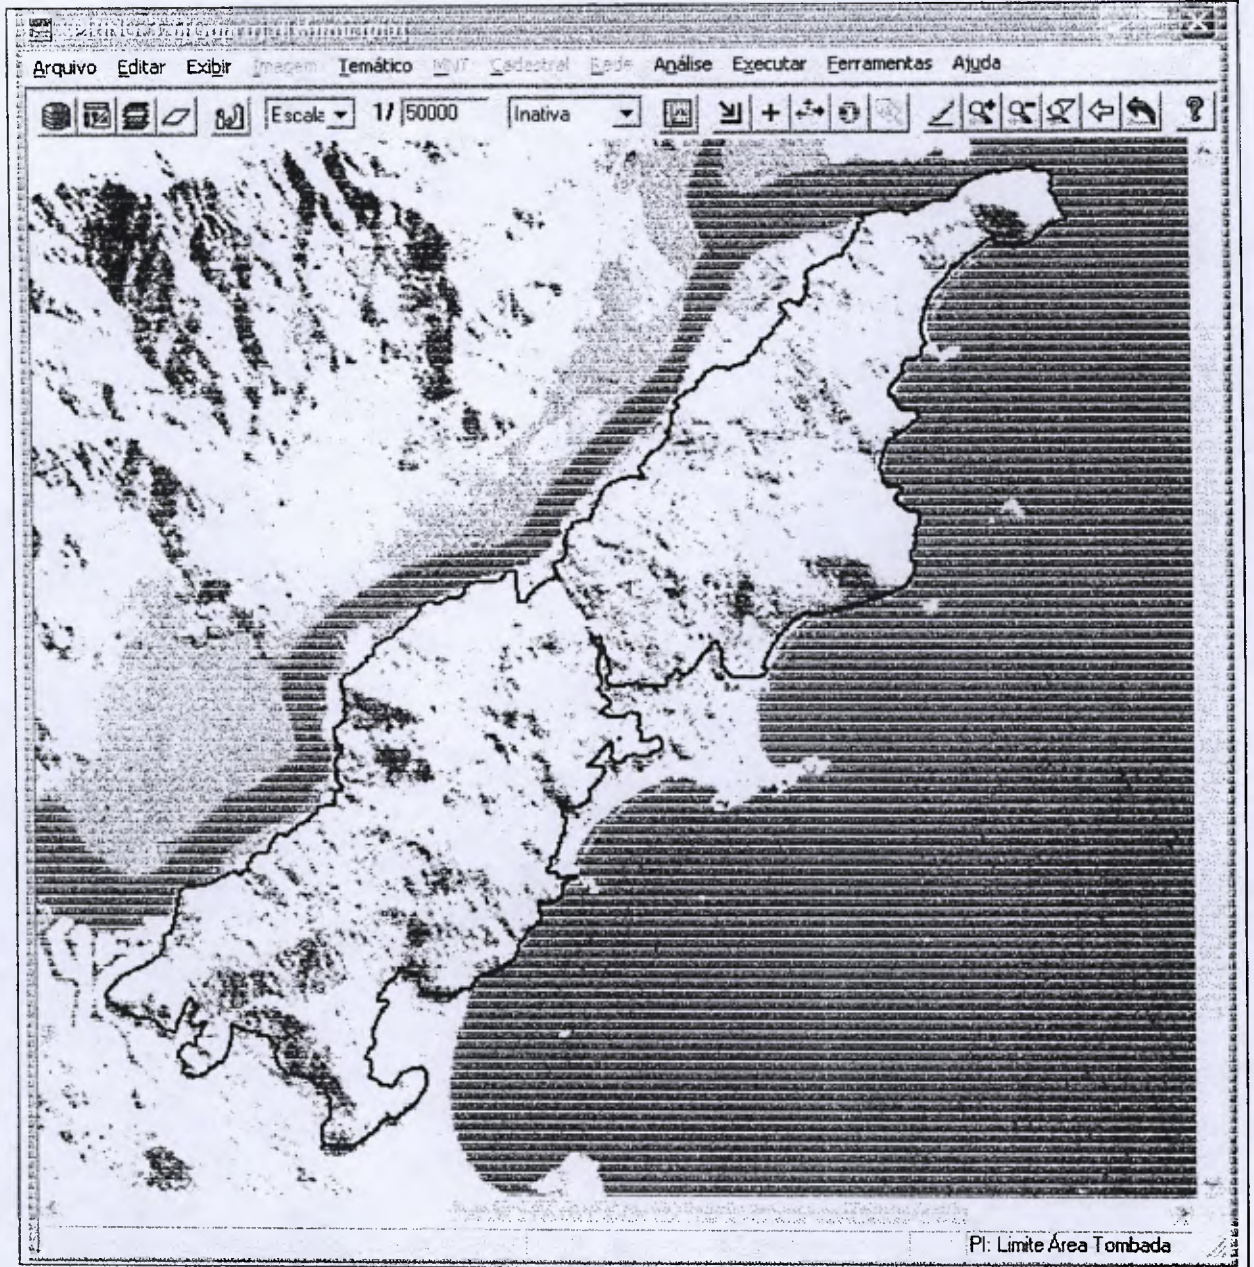 Arquivo Editar Exibir Imagem Temático MNT Cadastral Rede Análise Executar Ferramentas Ajuda
Escala 1/ 50000 Inativa
PI: Limite Área Tombada